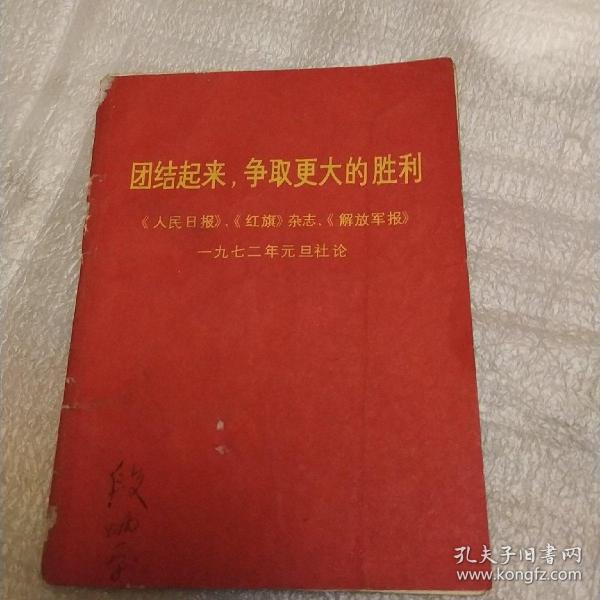 团结起来，争取更大的胜利
《人民日报》、《红旗》杂志、《解放军报》
一九七二年元旦社论
段
孔夫子旧书网
www.kongfz.com